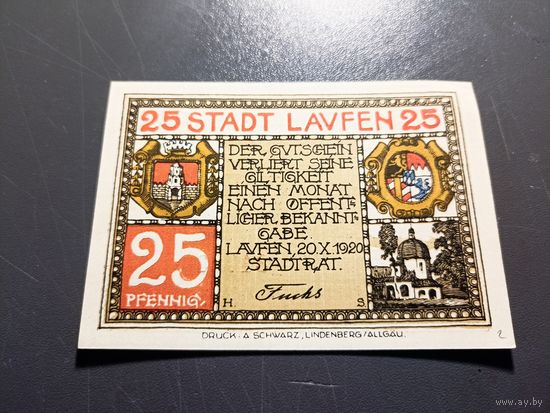 25 STADT LAVFEN 25
DER GVTSCHEIN
VERLIERT SEINE
GILTIGKEIT
EINEN MONAT
NACH ÖFFENT-
LICHER BEKANNT-
GABE.
LAVFEN, 20.X.1920
STADTRAT.
Fuchs
25
PFENNIG.
H. S.
DRUCK: A SCHWARZ, LINDENBERG/ALLGÄU.
2
www.ay.by